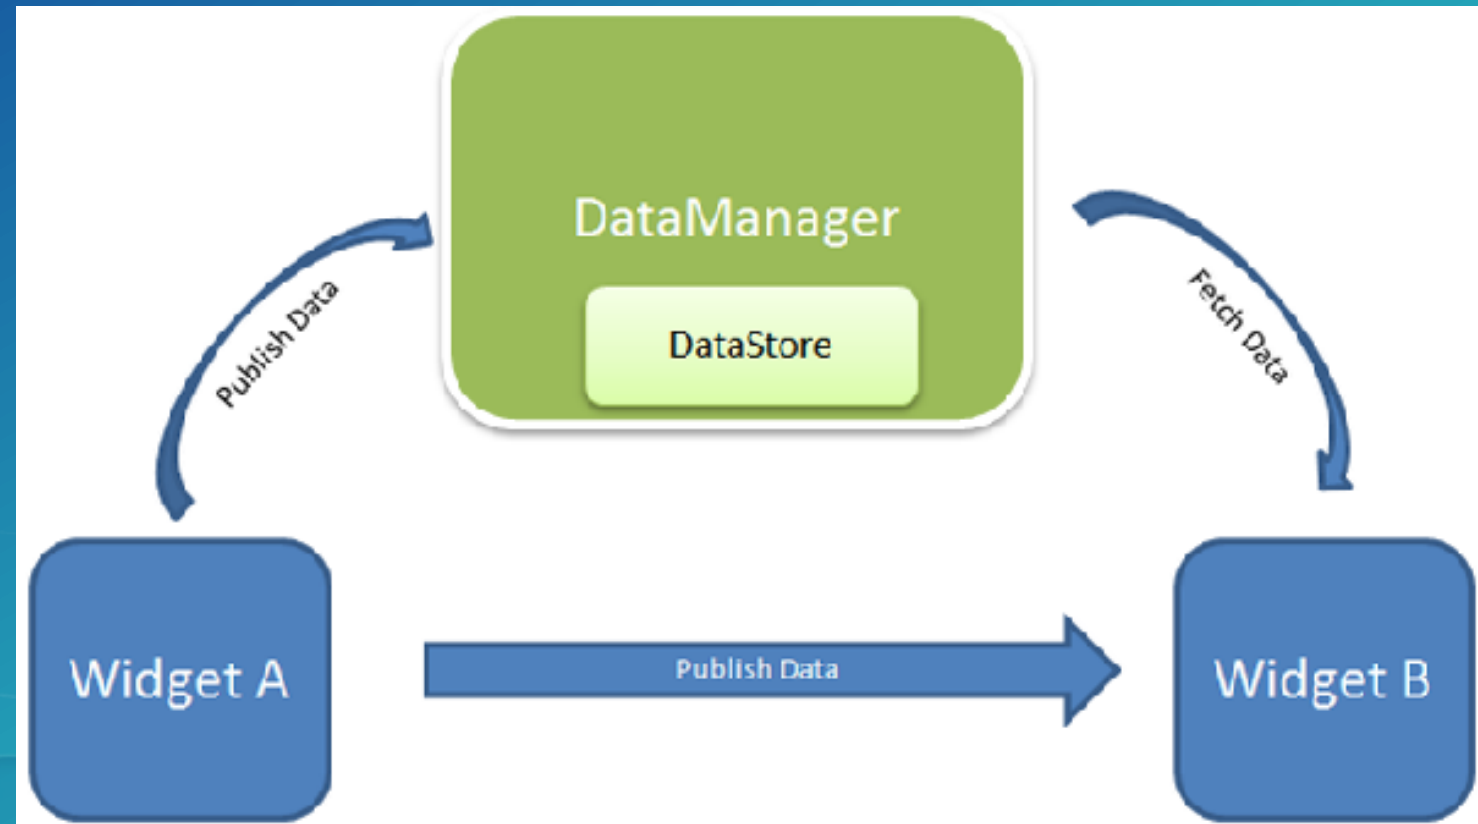 DataManager
DataStore
Publish Data
Fetch Data
Widget A
Publish Data
Widget B